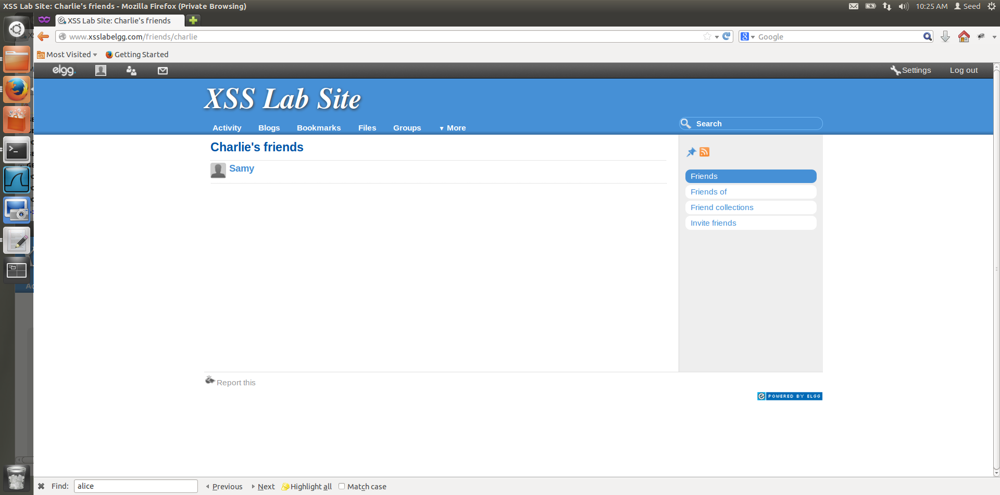 XSS Lab Site: Charlie's friends - Mozilla Firefox (Private Browsing)
10:25 AM Seed
XSS Lab Site: Charlie's friends
www.xsslabelgg.com/friends/charlie
Google
Most Visited Getting Started
elgg.
Settings Log out
XSS Lab Site
Activity Blogs Bookmarks Files Groups ▼ More
Search
Charlie's friends
Samy
Friends
Friends of
Friend collections
Invite friends
Report this
POWERED BY ELGG
Find: alice Previous Next Highlight all Match case